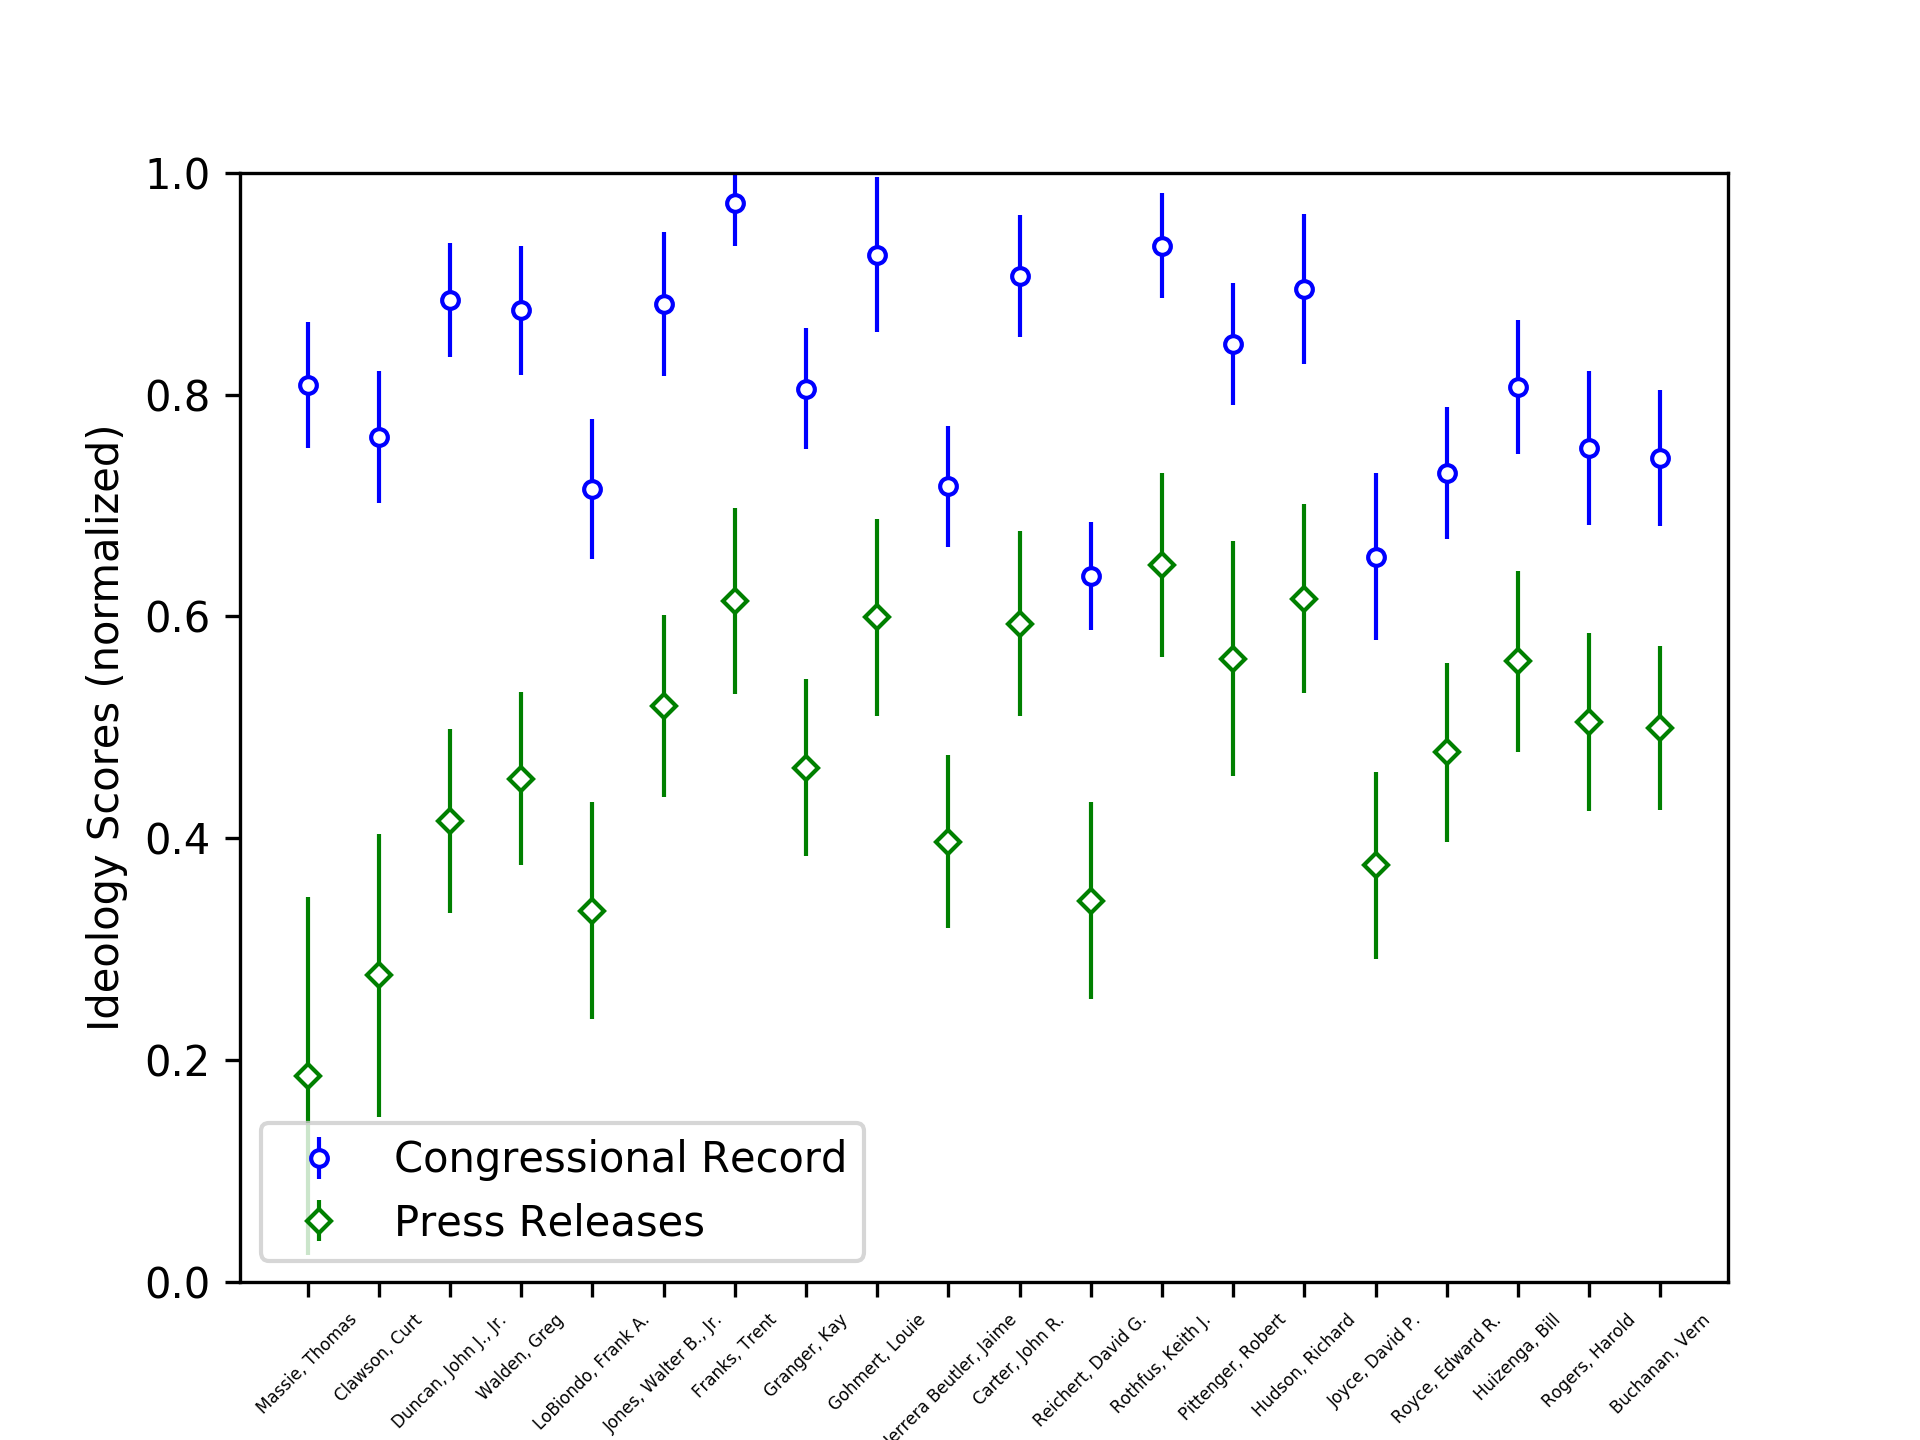 1.0
0.8
0.6
0.4
0.2
0.0
Ideology Scores (normalized)
Congressional Record
Press Releases
Massie, Thomas
Clawson, Curt
Duncan, John J., Jr.
Walden, Greg
LoBiondo, Frank A.
Jones, Walter B., Jr.
Franks, Trent
Granger, Kay
Gohmert, Louie
Beutler, Jaime
Carter, John R.
Reichert, David G.
Rothfus, Keith J.
Pittenger, Robert
Hudson, Richard
Joyce, David P.
Royce, Edward R.
Huizenga, Bill
Rogers, Harold
Buchanan, Vern